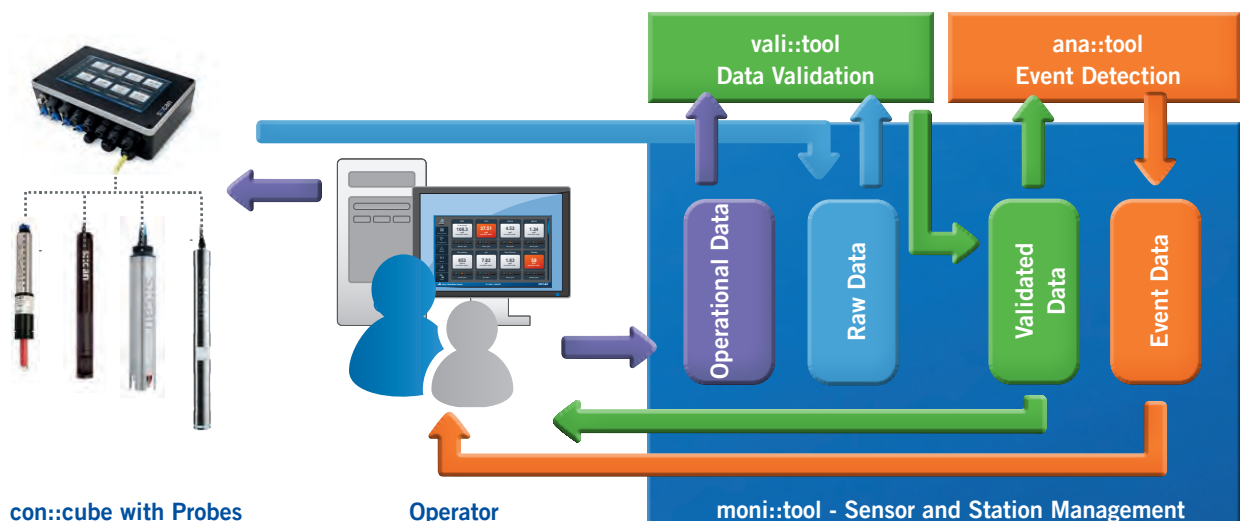 vali::tool
Data Validation
ana::tool
Event Detection
Operational Data
Raw Data
Validated
Data
Event Data
con::cube with Probes
Operator
moni::tool - Sensor and Station Management